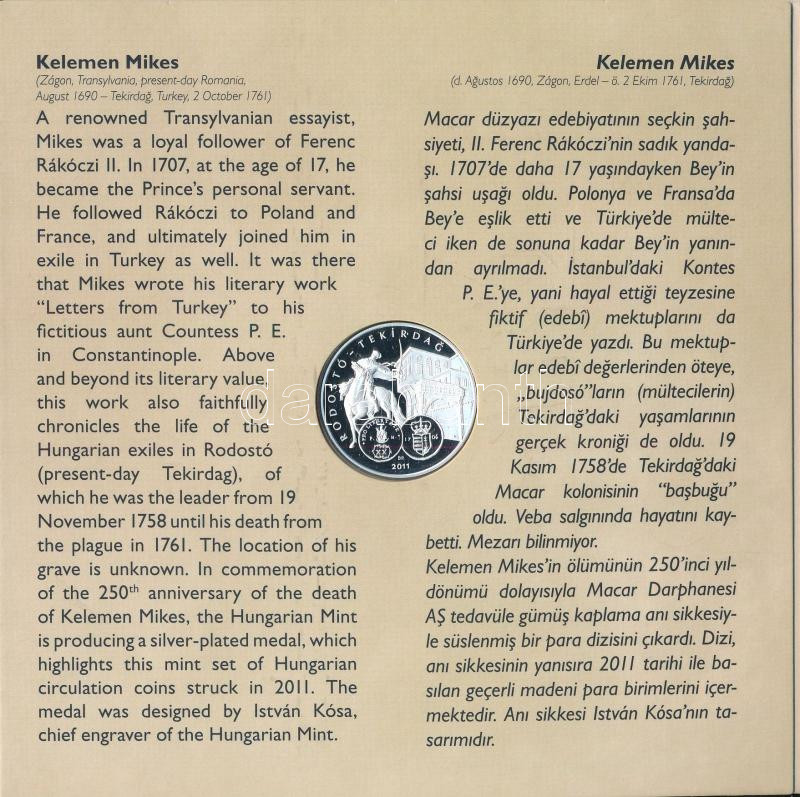 Kelemen Mikes
(Zágon, Transylvania, present-day Romania,
August 1690 – Tekirdağ, Turkey, 2 October 1761)
A renowned Transylvanian essayist,
Mikes was a loyal follower of Ferenc
Rákóczi II. In 1707, at the age of 17, he
became the Prince's personal servant.
He followed Rákóczi to Poland and
France, and ultimately joined him in
exile in Turkey as well. It was there
that Mikes wrote his literary work
“Letters from Turkey” to his
fictitious aunt Countess P. E.
in Constantinople. Above
and beyond its literary value,
this work also faithfully
chronicles the life of the
Hungarian exiles in Rodostó
(present-day Tekirdag), of
which he was the leader from 19
November 1758 until his death from
the plague in 1761. The location of his
grave is unknown. In commemoration
of the 250th anniversary of the death
of Kelemen Mikes, the Hungarian Mint
is producing a silver-plated medal, which
highlights this mint set of Hungarian
circulation coins struck in 2011. The
medal was designed by István Kósa,
chief engraver of the Hungarian Mint.
RODOSTÓ - TEKİRDAĞ
XX
2011
darabanth
Kelemen Mikes
(d. Ağustos 1690, Zágon, Erdel – ö. 2 Ekim 1761, Tekirdağ)
Macar düzyazı edebiyatının seçkin şah-
siyeti, II. Ferenc Rákóczi'nin sadık yanda-
şı. 1707'de daha 17 yaşındayken Bey'in
şahsi uşağı oldu. Polonya ve Fransa'da
Bey'e eşlik etti ve Türkiye'de mülte-
ci iken de sonuna kadar Bey'in yanın-
dan ayrılmadı. İstanbul'daki Kontes
P. E.'ye, yani hayal ettiği teyzesine
fiktif (edebî) mektuplarını da
Türkiye'de yazdı. Bu mektup-
lar edebî değerlerinden öteye,
„bujdosó”ların (mültecilerin)
Tekirdağ'daki yaşamlarının
gerçek kroniği de oldu. 19
Kasım 1758'de Tekirdağ'daki
Macar kolonisinin “başbuğu”
oldu. Veba salgınında hayatını kay-
betti. Mezarı bilinmiyor.
Kelemen Mikes'in ölümünün 250'inci yıl-
dönümü dolayısıyla Macar Darphanesi
AŞ tedavüle gümüş kaplama anı sikkesiy-
le süslenmiş bir para dizisini çıkardı. Dizi,
anı sikkesinin yanısıra 2011 tarihi ile ba-
sılan geçerli madeni para birimlerini içer-
mektedir. Anı sikkesi István Kósa'nın ta-
sarımıdır.